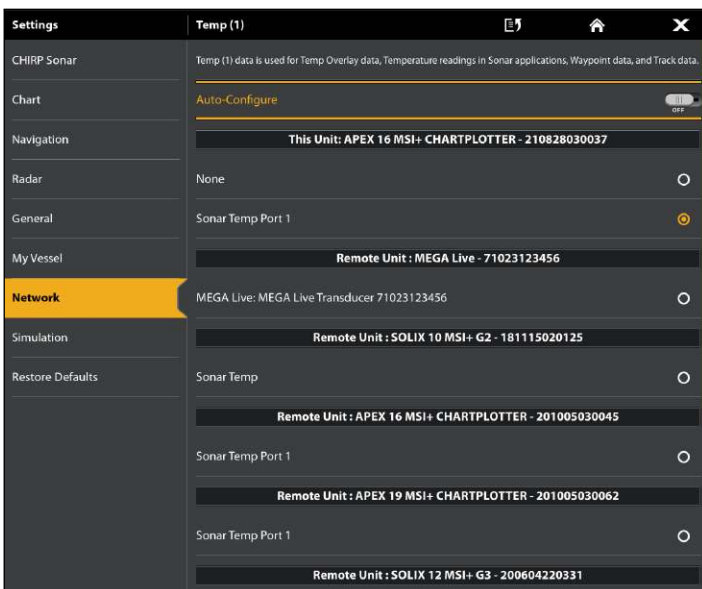 Settings
Temp (1)
CHIRP Sonar
Chart
Navigation
Radar
General
My Vessel
Network
Simulation
Restore Defaults
Temp (1) data is used for Temp Overlay data, Temperature readings in Sonar applications, Waypoint data, and Track data.
Auto-Configure
OFF
This Unit: APEX 16 MSI+ CHARTPLOTTER - 210828030037
None
Sonar Temp Port 1
Remote Unit : MEGA Live - 71023123456
MEGA Live: MEGA Live Transducer 71023123456
Remote Unit : SOLIX 10 MSI+ G2 - 181115020125
Sonar Temp
Remote Unit : APEX 16 MSI+ CHARTPLOTTER - 201005030045
Sonar Temp Port 1
Remote Unit : APEX 19 MSI+ CHARTPLOTTER - 201005030062
Sonar Temp Port 1
Remote Unit : SOLIX 12 MSI+ G3 - 200604220331